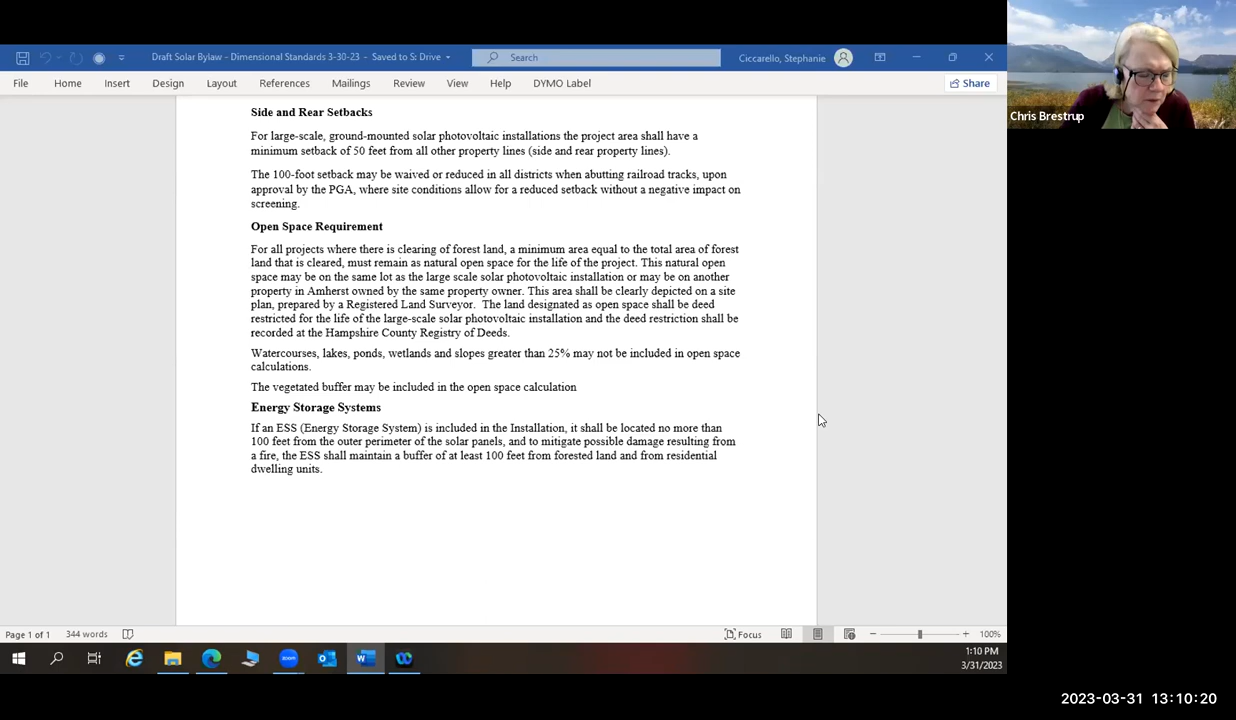 Draft Solar Bylaw - Dimensional Standards 3-30-23 - Saved to S: Drive
Search
Ciccarello, Stephanie
File Home Insert Design Layout References Mailings Review View Help DYMO Label Share
Chris Brestrup
Side and Rear Setbacks
For large-scale, ground-mounted solar photovoltaic installations the project area shall have a
minimum setback of 50 feet from all other property lines (side and rear property lines).
The 100-foot setback may be waived or reduced in all districts when abutting railroad tracks, upon
approval by the PGA, where site conditions allow for a reduced setback without a negative impact on
screening.
Open Space Requirement
For all projects where there is clearing of forest land, a minimum area equal to the total area of forest
land that is cleared, must remain as natural open space for the life of the project. This natural open
space may be on the same lot as the large scale solar photovoltaic installation or may be on another
property in Amherst owned by the same property owner. This area shall be clearly depicted on a site
plan, prepared by a Registered Land Surveyor. The land designated as open space shall be deed
restricted for the life of the large-scale solar photovoltaic installation and the deed restriction shall be
recorded at the Hampshire County Registry of Deeds.
Watercourses, lakes, ponds, wetlands and slopes greater than 25% may not be included in open space
calculations.
The vegetated buffer may be included in the open space calculation
Energy Storage Systems
If an ESS (Energy Storage System) is included in the Installation, it shall be located no more than
100 feet from the outer perimeter of the solar panels, and to mitigate possible damage resulting from
a fire, the ESS shall maintain a buffer of at least 100 feet from forested land and from residential
dwelling units.
Page 1 of 1 344 words Focus 100%
1:10 PM
3/31/2023
2023-03-31 13:10:20